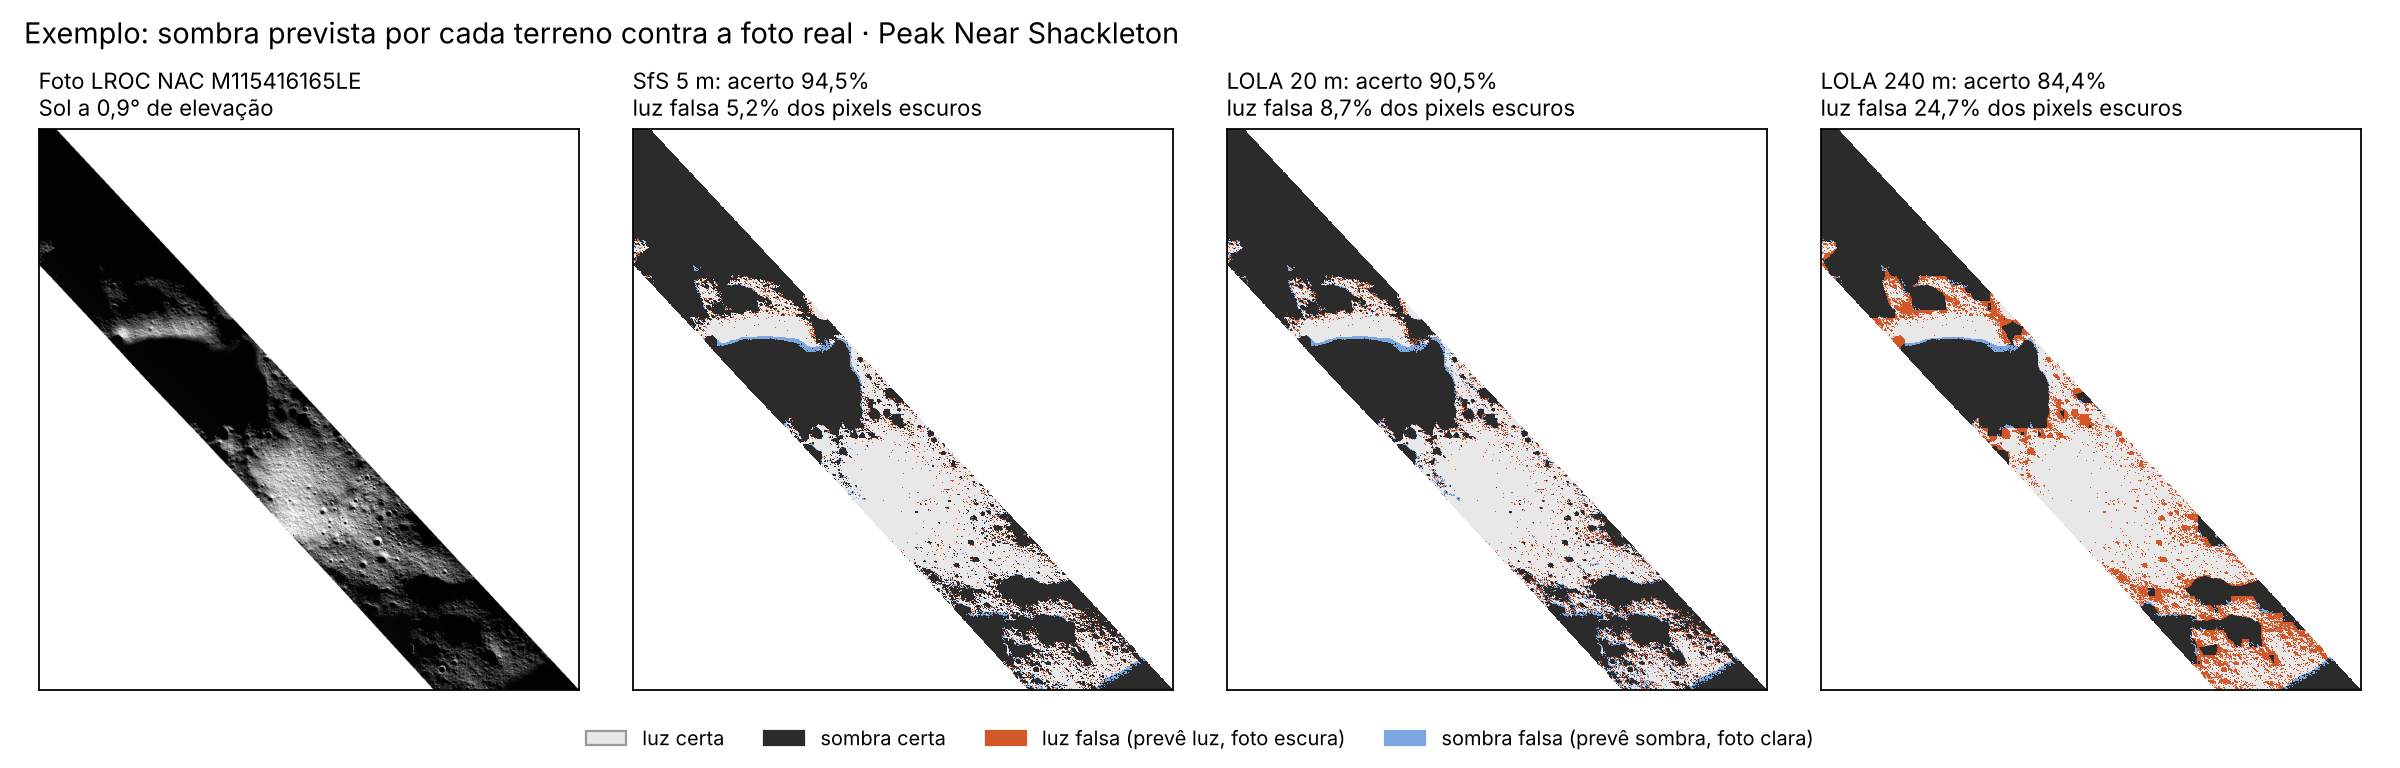 Exemplo: sombra prevista por cada terreno contra a foto real · Peak Near Shackleton
Foto LROC NAC M115416165LE
Sol a 0,9° de elevação
SfS 5 m: acerto 94,5%
luz falsa 5,2% dos pixels escuros
LOLA 20 m: acerto 90,5%
luz falsa 8,7% dos pixels escuros
LOLA 240 m: acerto 84,4%
luz falsa 24,7% dos pixels escuros
luz certa
sombra certa
luz falsa (prevê luz, foto escura)
sombra falsa (prevê sombra, foto clara)